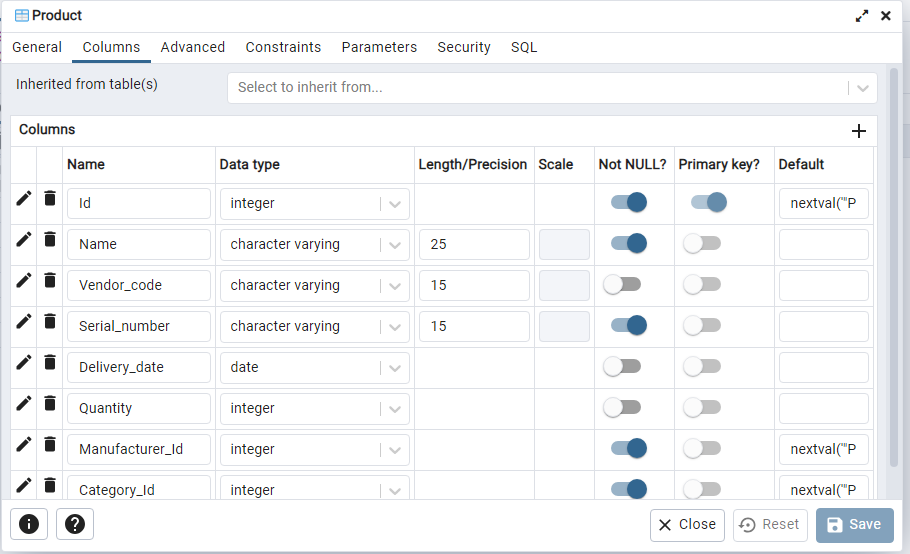 Product
General Columns Advanced Constraints Parameters Security SQL
Inherited from table(s) Select to inherit from...
Columns
Name Data type Length/Precision Scale Not NULL? Primary key? Default
Id integer nextval('"P
Name character varying 25
Vendor_code character varying 15
Serial_number character varying 15
Delivery_date date
Quantity integer
Manufacturer_Id integer nextval('"P
Category_Id integer nextval('"P
Close Reset Save